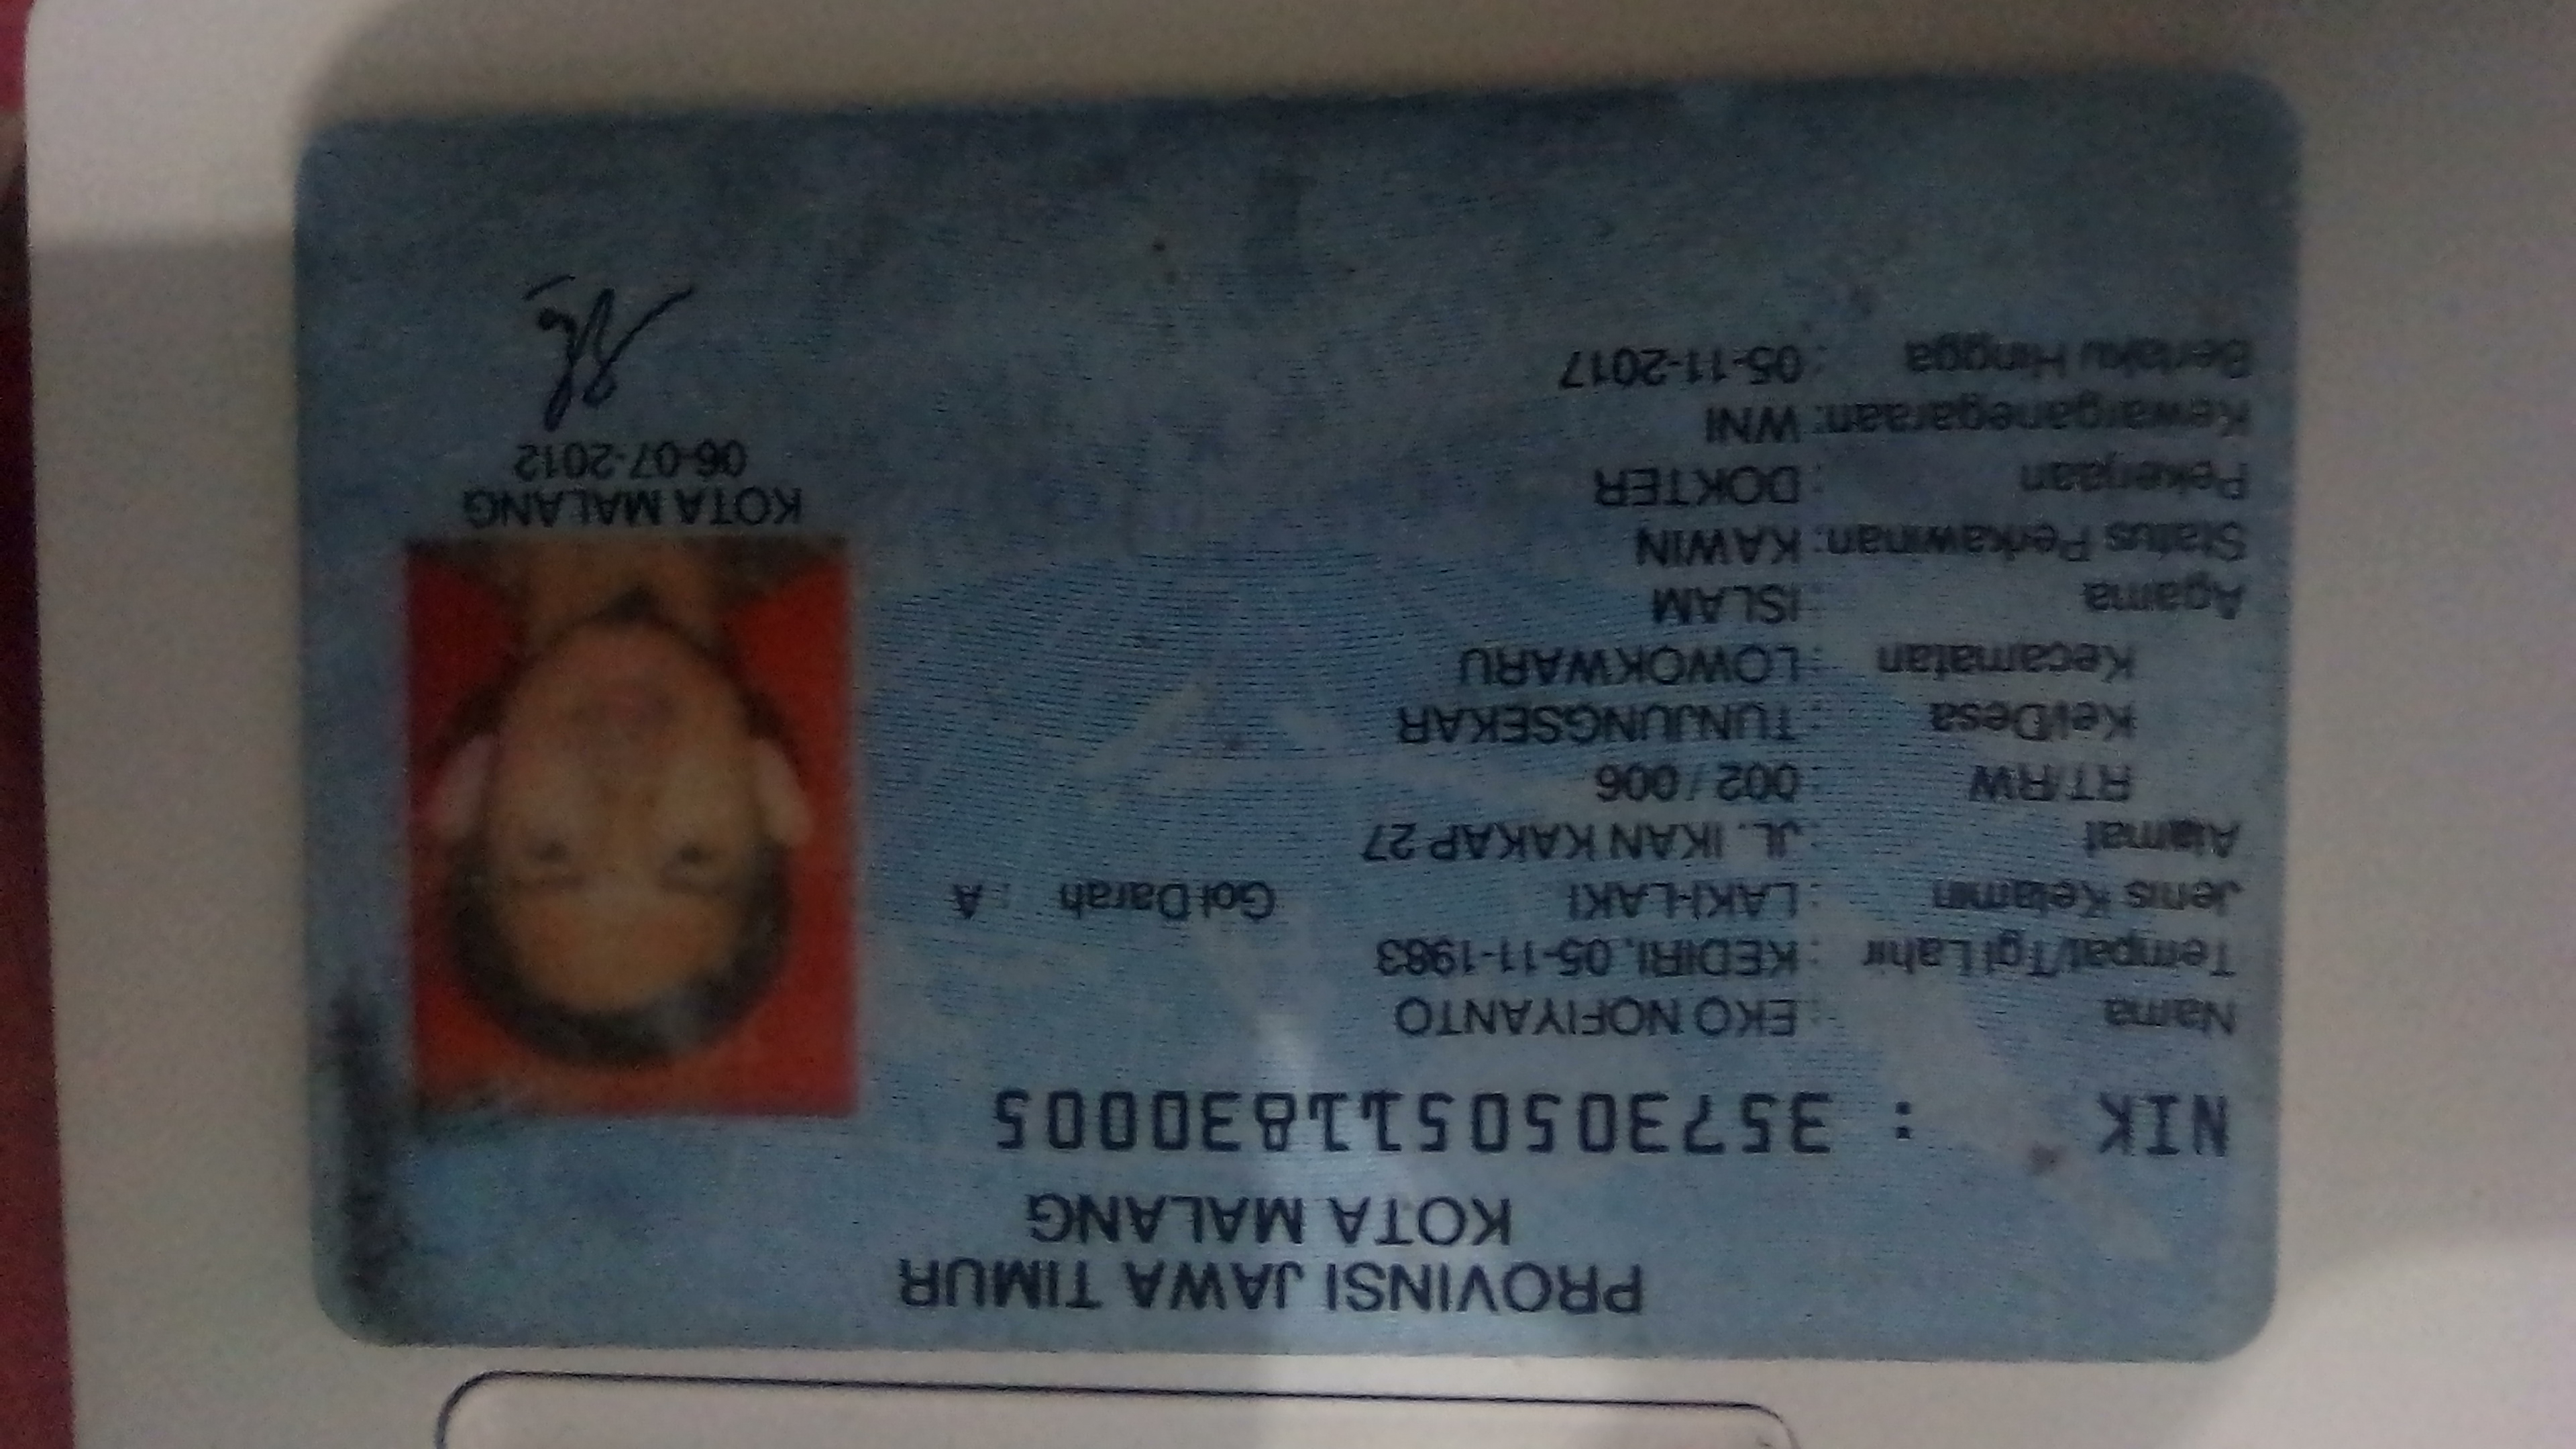 PROVINSI JAWA TIMUR
KOTA MALANG
NIK : 3573050511830005
Nama : EKO NOFIYANTO
Tempat/Tgl Lahir : KEDIRI, 05-11-1983
Jenis Kelamin : LAKI-LAKI Gol Darah : A
Alamat : JL. IKAN KAKAP 27
RT/RW : 002 / 006
Kel/Desa : TUNJUNGSEKAR
Kecamatan : LOWOKWARU
Agama : ISLAM
Status Perkawinan: KAWIN
Pekerjaan : DOKTER
Kewarganegaraan: WNI
Berlaku Hingga : 05-11-2017
KOTA MALANG
06-07-2012